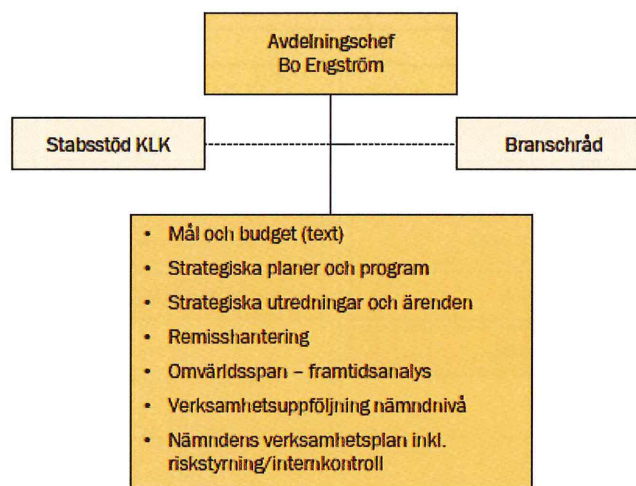 Avdelningschef
Bo Engström
Stabsstöd KLK
Branschråd
• Mål och budget (text)
• Strategiska planer och program
• Strategiska utredningar och ärenden
• Remisshantering
• Omvärldsspan – framtidsanalys
• Verksamhetsuppföljning nämndnivå
• Nämndens verksamhetsplan inkl.
riskstyrning/internkontroll